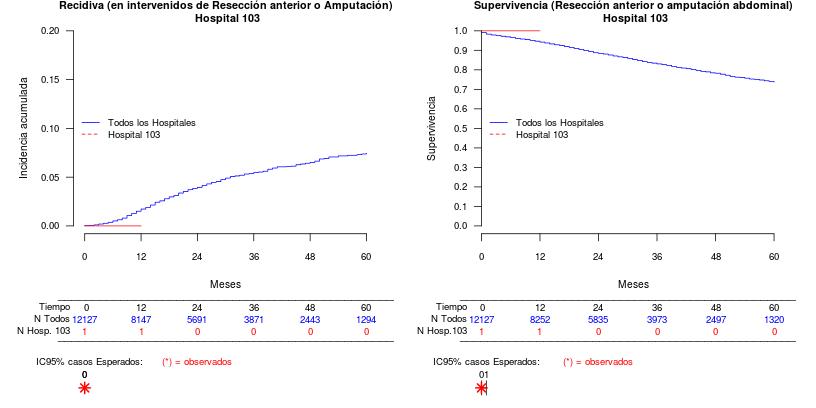 Recidiva (en intervenidos de Resección anterior o Amputación)
Hospital 103
0.20
0.15
0.10
0.05
0.00
Incidencia acumulada
Todos los Hospitales
Hospital 103
0 12 24 36 48 60
Meses
Tiempo 0 12 24 36 48 60
N Todos 12127 8147 5691 3871 2443 1294
N Hosp. 103 1 1 0 0 0 0
IC95% casos Esperados: (*) = observados
0
Supervivencia (Resección anterior o amputación abdominal)
Hospital 103
1.0
0.9
0.8
0.7
0.6
0.5
0.4
0.3
0.2
0.1
0.0
Supervivencia
Todos los Hospitales
Hospital 103
0 12 24 36 48 60
Meses
Tiempo 0 12 24 36 48 60
N Todos 12127 8252 5835 3973 2497 1320
N Hosp.103 1 1 0 0 0 0
IC95% casos Esperados: (*) = observados
01